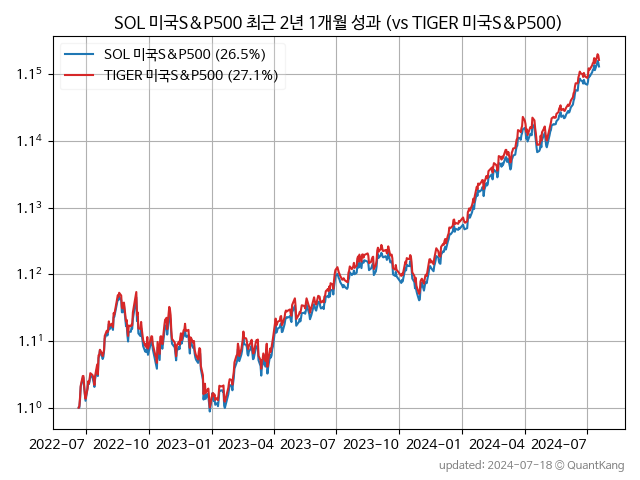 SOL 미국S&P500 최근 2년 1개월 성과 (vs TIGER 미국S&P500)
SOL 미국S&P500 (26.5%)
TIGER 미국S&P500 (27.1%)
1.1⁵
1.1⁴
1.1³
1.1²
1.1¹
1.1⁰
2022-07 2022-10 2023-01 2023-04 2023-07 2023-10 2024-01 2024-04 2024-07
updated: 2024-07-18 © QuantKang